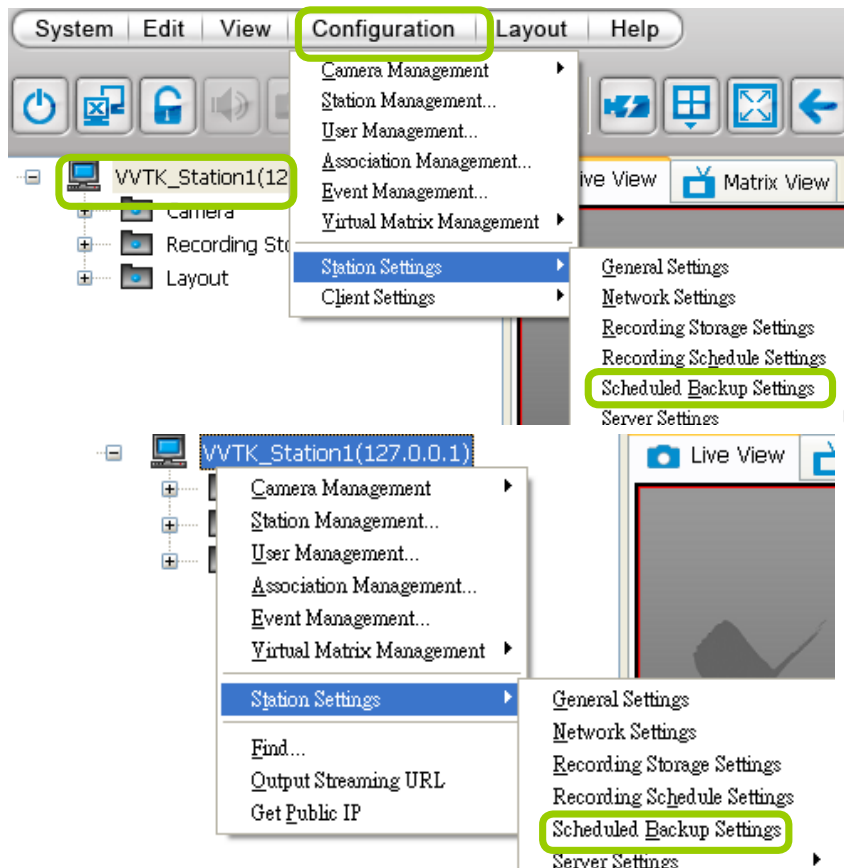 System Edit View Configuration Layout Help
Camera Management
Station Management...
User Management...
Association Management...
Event Management...
Virtual Matrix Management
Station Settings
Client Settings
VVTK_Station1(12
Camera
Recording Sto
Layout
ive View Matrix View
General Settings
Network Settings
Recording Storage Settings
Recording Schedule Settings
Scheduled Backup Settings
Server Settings
VVTK_Station1(127.0.0.1)
Live View
Camera Management
Station Management...
User Management...
Association Management...
Event Management...
Virtual Matrix Management
Station Settings
Find...
Output Streaming URL
Get Public IP
General Settings
Network Settings
Recording Storage Settings
Recording Schedule Settings
Scheduled Backup Settings
Server Settings